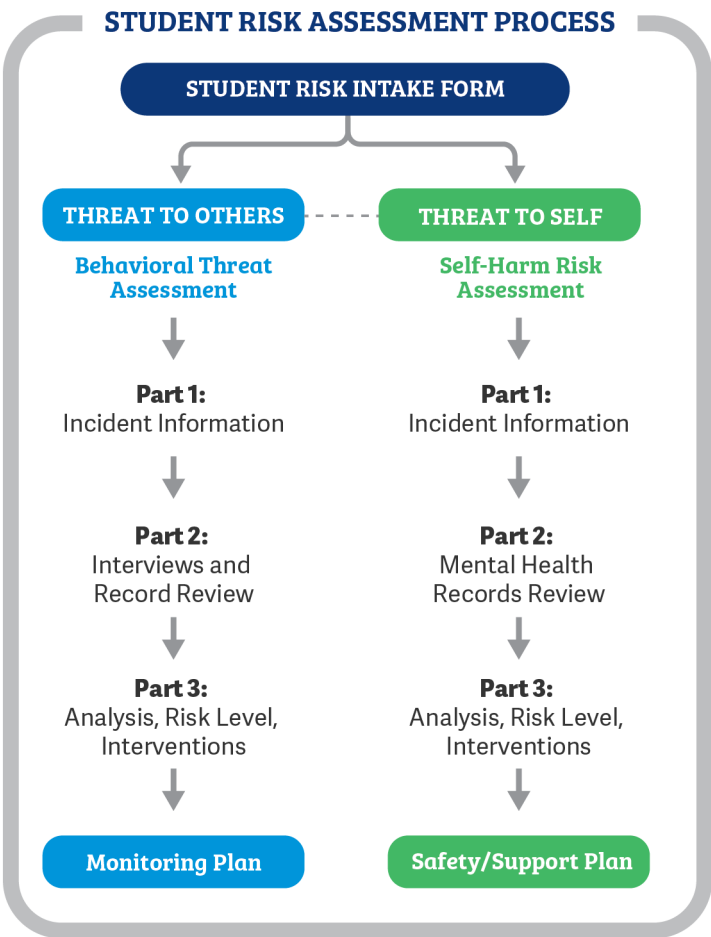 STUDENT RISK ASSESSMENT PROCESS
STUDENT RISK INTAKE FORM
THREAT TO OTHERS
Behavioral Threat
Assessment
Part 1:
Incident Information
Part 2:
Interviews and
Record Review
Part 3:
Analysis, Risk Level,
Interventions
Monitoring Plan
THREAT TO SELF
Self-Harm Risk
Assessment
Part 1:
Incident Information
Part 2:
Mental Health
Records Review
Part 3:
Analysis, Risk Level,
Interventions
Safety/Support Plan